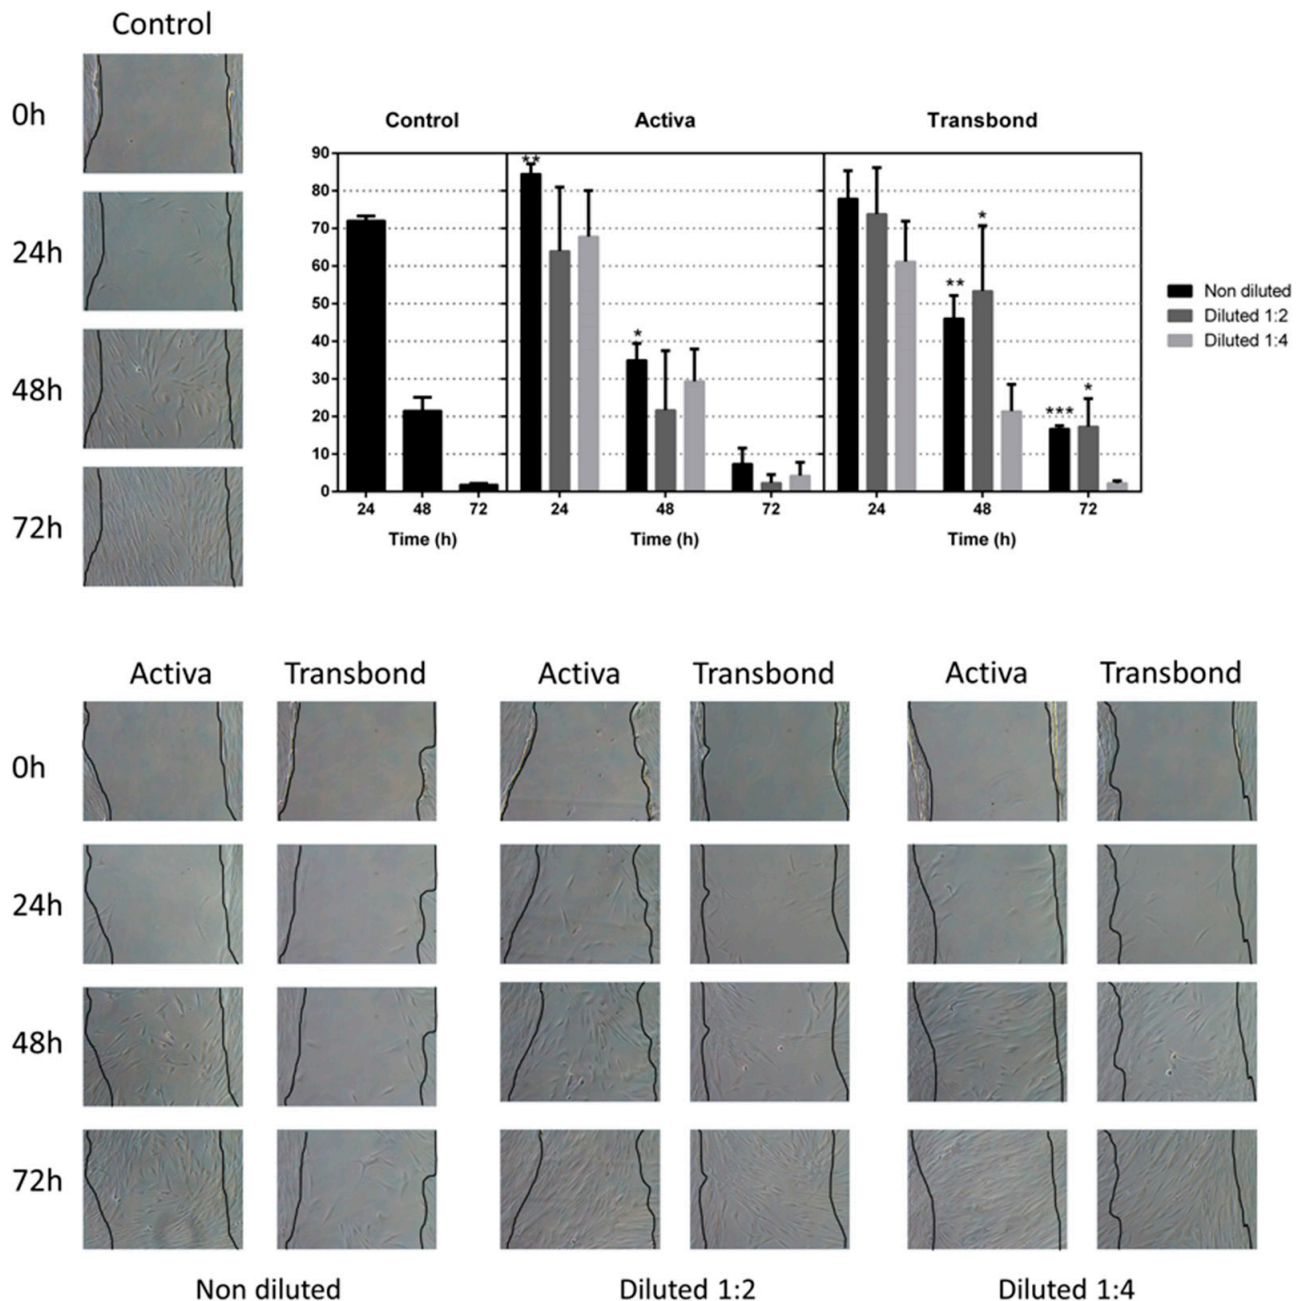 Control
0h
24h
48h
72h
Control Activa Transbond
90
80
70
60
50
40
30
20
10
0
** * ** * *** *
24 48 72 24 48 72 24 48 72
Time (h) Time (h) Time (h)
Non diluted
Diluted 1:2
Diluted 1:4
Activa Transbond Activa Transbond Activa Transbond
0h
24h
48h
72h
Non diluted Diluted 1:2 Diluted 1:4